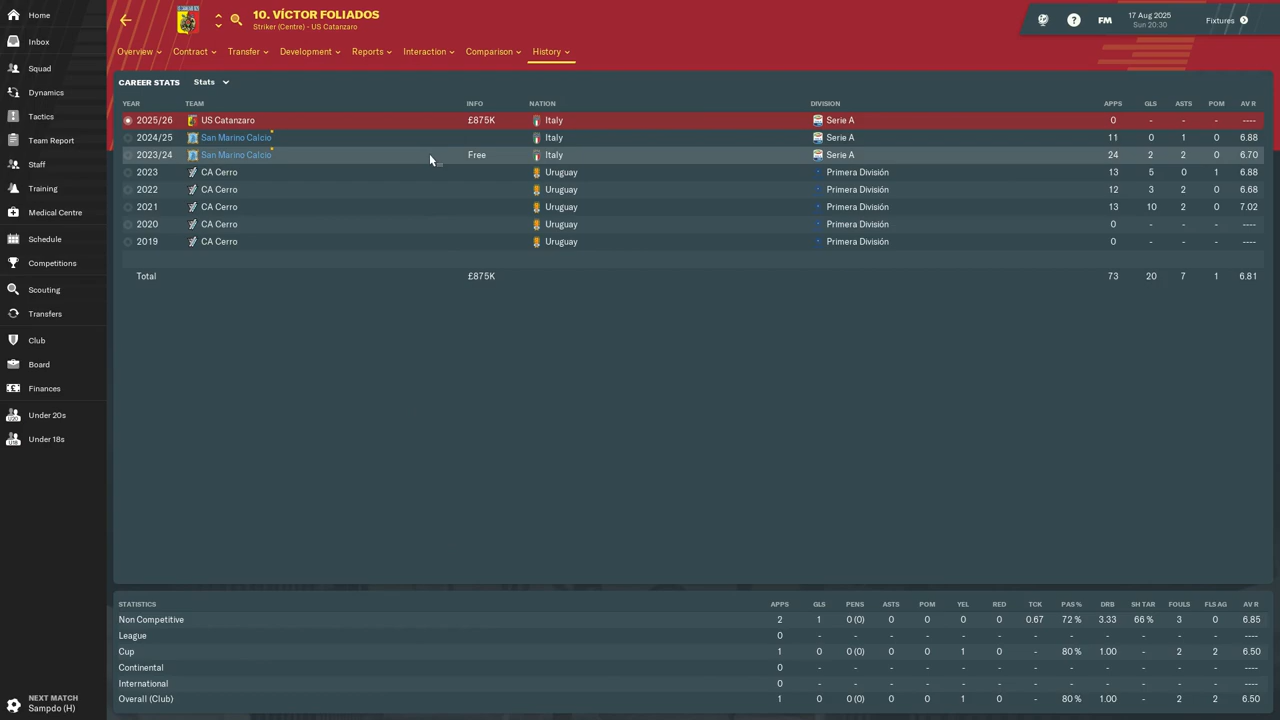 Home
Inbox
Squad
Dynamics
Tactics
Team Report
Staff
Training
Medical Centre
Schedule
Competitions
Scouting
Transfers
Club
Board
Finances
Under 20s
Under 18s
NEXT MATCH
Sampdo (H)
10. VÍCTOR FOLIADOS
Striker (Centre) - US Catanzaro
? FM 17 Aug 2025 Sun 20:30 Fixtures
Overview Contract Transfer Development Reports Interaction Comparison History
CAREER STATS Stats
YEAR TEAM INFO NATION DIVISION APPS GLS ASTS POM AV R
2025/26 US Catanzaro £875K Italy Serie A 0 - - - ----
2024/25 San Marino Calcio Italy Serie A 11 0 1 0 6.88
2023/24 San Marino Calcio Free Italy Serie A 24 2 2 0 6.70
2023 CA Cerro Uruguay Primera División 13 5 0 1 6.88
2022 CA Cerro Uruguay Primera División 12 3 2 0 6.68
2021 CA Cerro Uruguay Primera División 13 10 2 0 7.02
2020 CA Cerro Uruguay Primera División 0 - - - ----
2019 CA Cerro Uruguay Primera División 0 - - - ----
Total £875K 73 20 7 1 6.81
STATISTICS APPS GLS PENS ASTS POM YEL RED TCK PAS % DRB SH TAR FOULS FLS AG AV R
Non Competitive 2 1 0 (0) 0 0 0 0 0.67 72 % 3.33 66 % 3 0 6.85
League 0 - - - - - - - - - - - - ----
Cup 1 0 0 (0) 0 0 1 0 - 80 % 1.00 - 2 2 6.50
Continental 0 - - - - - - - - - - - - ----
International 0 - - - - - - - - - - - - ----
Overall (Club) 1 0 0 (0) 0 0 1 0 - 80 % 1.00 - 2 2 6.50